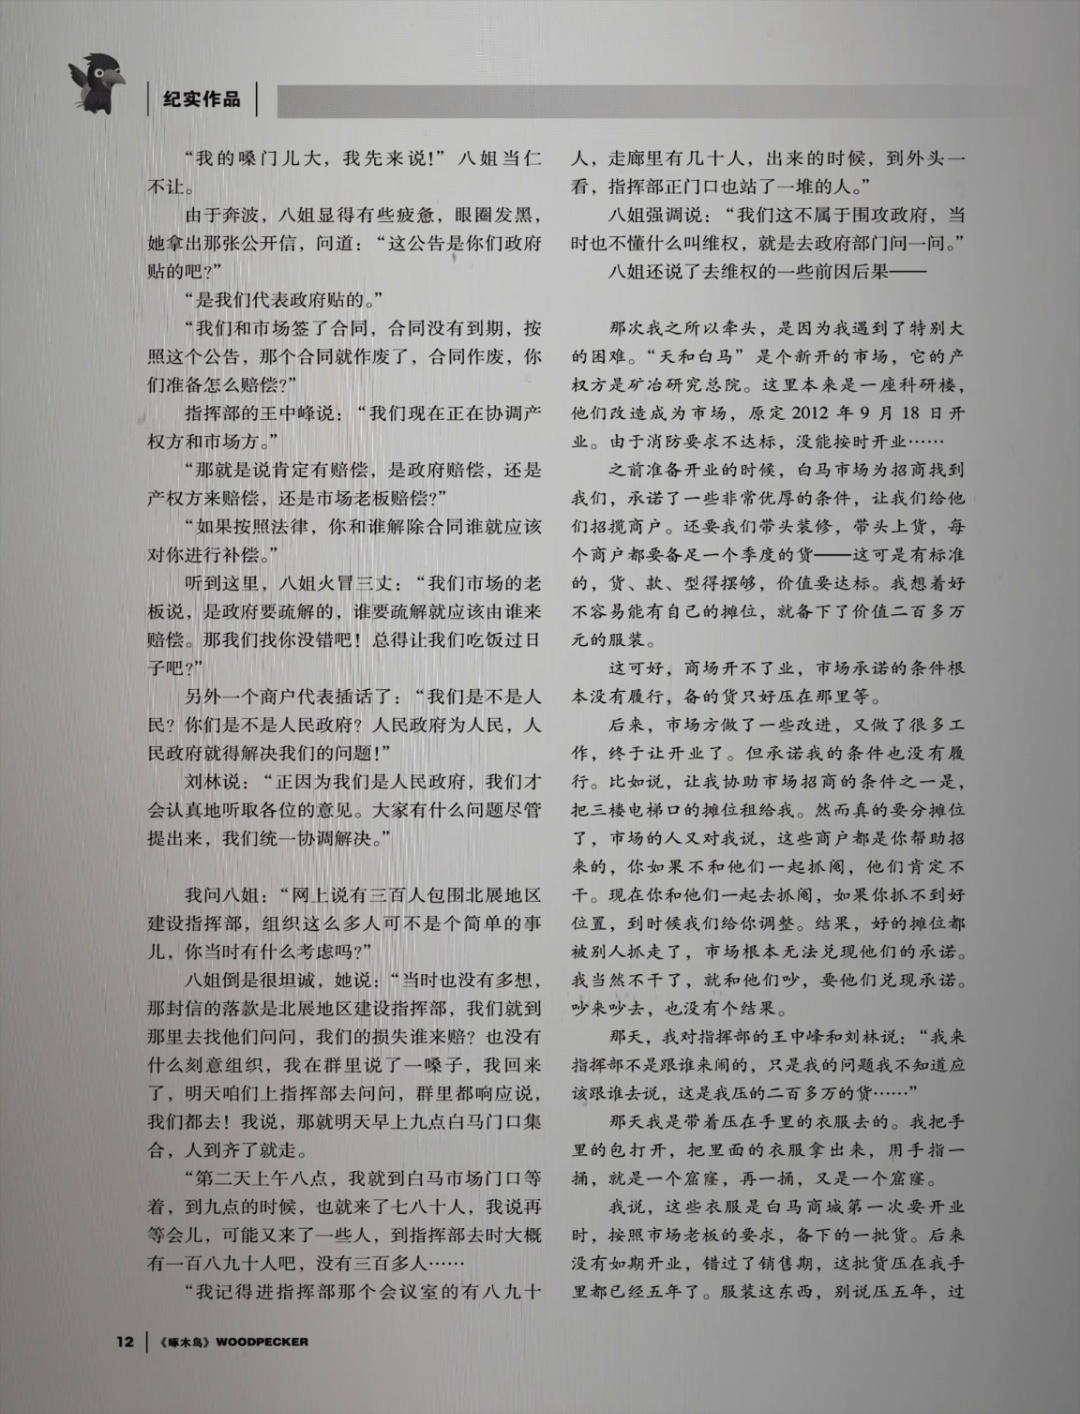 纪实作品
“我的嗓门儿大，我先来说！”八姐当仁
不让。
由于奔波，八姐显得有些疲惫，眼圈发黑，
她拿出那张公开信，问道：“这公告是你们政府
贴的吧？”
“是我们代表政府贴的。”
“我们和市场签了合同，合同没有到期，按
照这个公告，那个合同就作废了，合同作废，你
们准备怎么赔偿？”
指挥部的王中峰说：“我们现在正在协调产
权方和市场方。”
“那就是说肯定有赔偿，是政府赔偿，还是
产权方来赔偿，还是市场老板赔偿？”
“如果按照法律，你和谁解除合同谁就应该
对你进行补偿。”
听到这里，八姐火冒三丈：“我们市场的老
板说，是政府要疏解的，谁要疏解就应该由谁来
赔偿。那我们找你没错吧！总得让我们吃饭过日
子吧？”
另外一个商户代表插话了：“我们是不是人
民？你们是不是人民政府？人民政府为人民，人
民政府就得解决我们的问题！”
刘林说：“正因为我们是人民政府，我们才
会认真地听取各位的意见。大家有什么问题尽管
提出来，我们统一协调解决。”
我问八姐：“网上说有三百人包围北展地区
建设指挥部，组织这么多人可不是个简单的事
儿，你当时有什么考虑吗？”
八姐倒是很坦诚，她说：“当时也没有多想，
那封信的落款是北展地区建设指挥部，我们就到
那里去找他们问问，我们的损失谁来赔？也没有
什么刻意组织，我在群里说了一嗓子，我回来
了，明天咱们上指挥部去问问，群里都响应说，
我们都去！我说，那就明天早上九点白马门口集
合，人到齐了就走。
“第二天上午八点，我就到白马市场门口等
着，到九点的时候，也就来了七八十人，我说再
等会儿，可能又来了一些人，到指挥部去时大概
有一百八九十人吧，没有三百多人……
“我记得进指挥部那个会议室的有八九十
人，走廊里有几十人，出来的时候，到外头一
看，指挥部正门口也站了一堆的人。”
八姐强调说：“我们这不属于围攻政府，当
时也不懂什么叫维权，就是去政府部门问一问。”
八姐还说了去维权的一些前因后果——
那次我之所以牵头，是因为我遇到了特别大
的困难。“天和白马”是个新开的市场，它的产
权方是矿冶研究总院。这里本来是一座科研楼，
他们改造成为市场，原定 2012 年 9 月 18 日开
业。由于消防要求不达标，没能按时开业……
之前准备开业的时候，白马市场为招商找到
我们，承诺了一些非常优厚的条件，让我们给他
们招揽商户。还要我们带头装修，带头上货，每
个商户都要备足一个季度的货——这可是有标准
的，货、款、型得摆够，价值要达标。我想着好
不容易能有自己的摊位，就备下了价值二百多万
元的服装。
这可好，商场开不了业，市场承诺的条件根
本没有履行，备的货只好压在那里等。
后来，市场方做了一些改进，又做了很多工
作，终于让开业了。但承诺我的条件也没有履
行。比如说，让我协助市场招商的条件之一是，
把三楼电梯口的摊位租给我。然而真的要分摊位
了，市场的人又对我说，这些商户都是你帮助招
来的，你如果不和他们一起抓阄，他们肯定不
干。现在你和他们一起去抓阄，如果你抓不到好
位置，到时候我们给你调整。结果，好的摊位都
被别人抓走了，市场根本无法兑现他们的承诺。
我当然不干了，就和他们吵，要他们兑现承诺。
吵来吵去，也没有个结果。
那天，我对指挥部的王中峰和刘林说：“我来
指挥部不是跟谁来闹的，只是我的问题我不知道应
该跟谁去说，这是我压的二百多万的货……”
那天我是带着压在手里的衣服去的。我把手
里的包打开，把里面的衣服拿出来，用手指一
捅，就是一个窟窿，再一捅，又是一个窟窿。
我说，这些衣服是白马商城第一次要开业
时，按照市场老板的要求，备下的一批货。后来
没有如期开业，错过了销售期，这批货压在我手
里都已经五年了。服装这东西，别说压五年，过
12 《啄木鸟》WOODPECKER